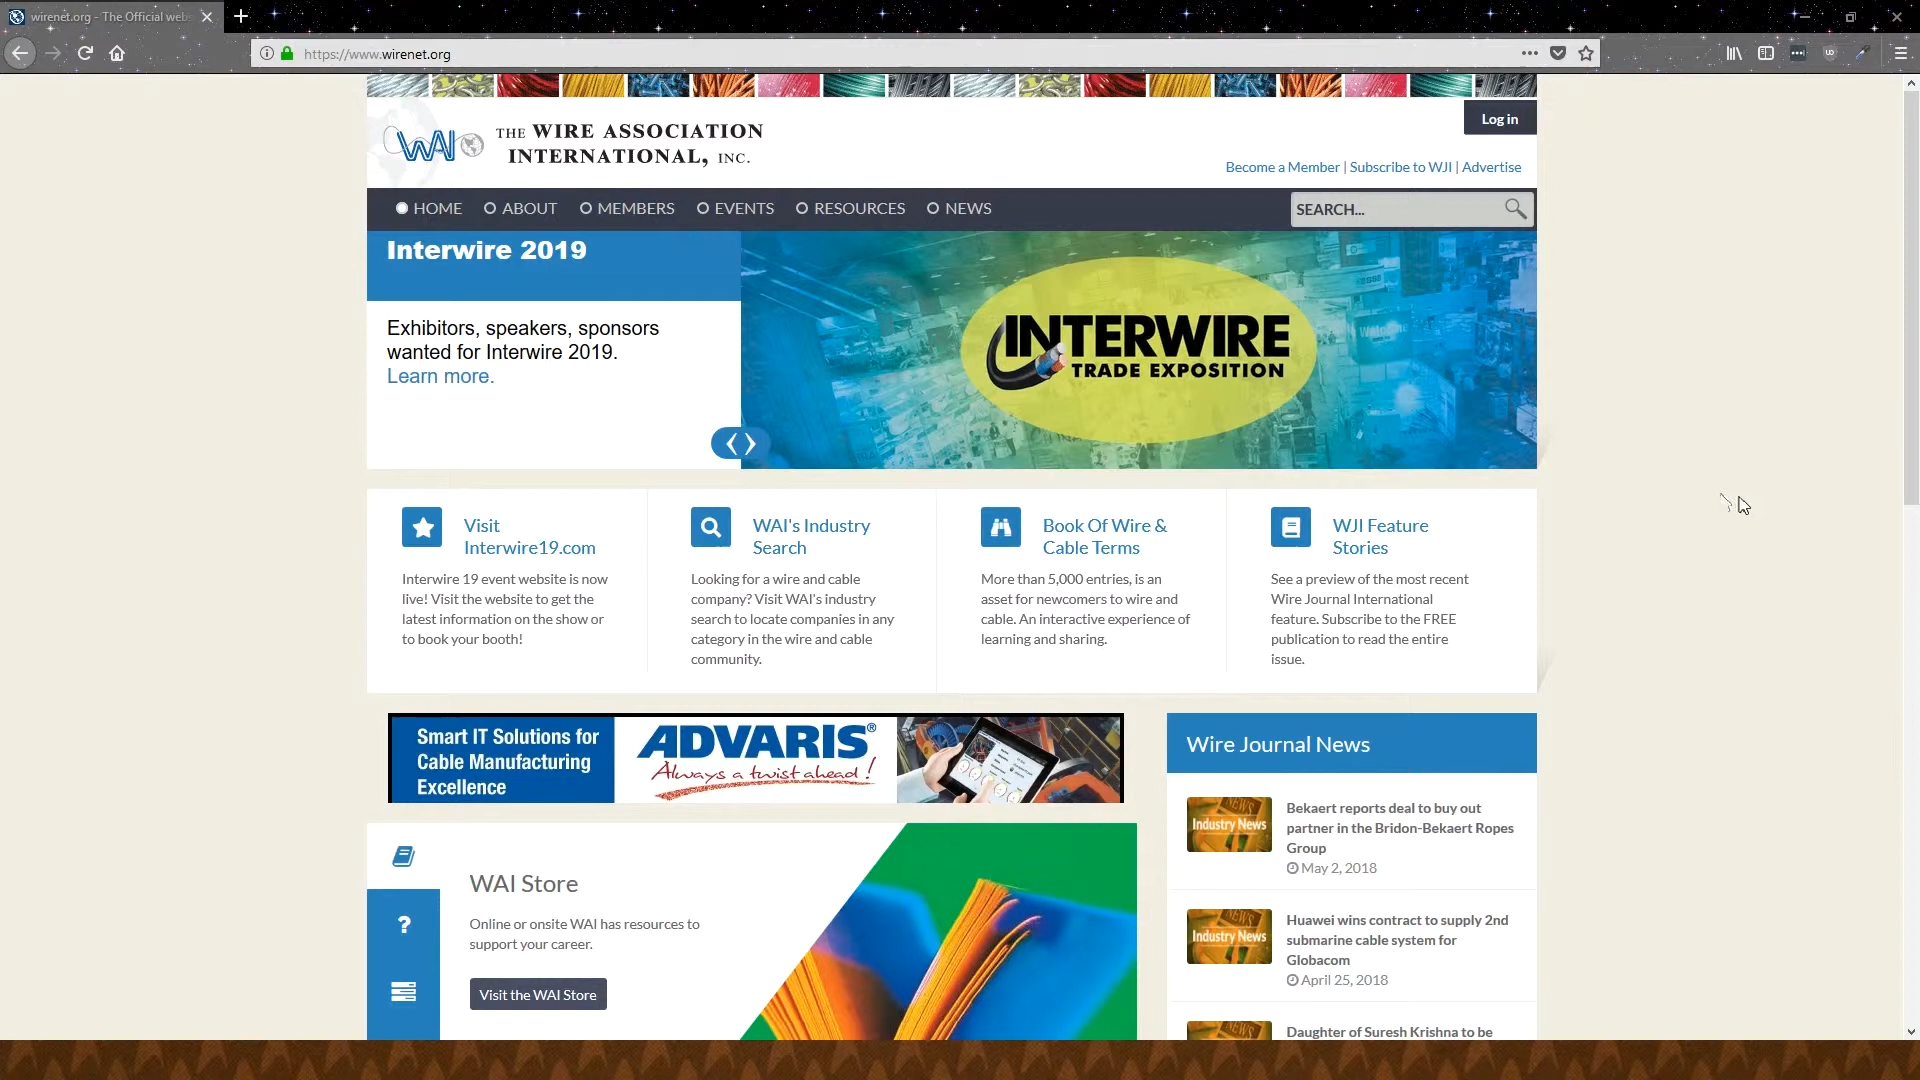 wirenet.org - The Official web
https://www.wirenet.org
WAI
THE WIRE ASSOCIATION
INTERNATIONAL, INC.
Log in
Become a Member | Subscribe to WJI | Advertise
HOME
ABOUT
MEMBERS
EVENTS
RESOURCES
NEWS
SEARCH...
Interwire 2019
Exhibitors, speakers, sponsors
wanted for Interwire 2019.
Learn more.
INTERWIRE
TRADE EXPOSITION
Visit
Interwire19.com
Interwire 19 event website is now
live! Visit the website to get the
latest information on the show or
to book your booth!
WAI's Industry
Search
Looking for a wire and cable
company? Visit WAI's industry
search to locate companies in any
category in the wire and cable
community.
Book Of Wire &
Cable Terms
More than 5,000 entries, is an
asset for newcomers to wire and
cable. An interactive experience of
learning and sharing.
WJI Feature
Stories
See a preview of the most recent
Wire Journal International
feature. Subscribe to the FREE
publication to read the entire
issue.
Smart IT Solutions for
Cable Manufacturing
Excellence
ADVARIS®
Always a twist ahead!
WAI Store
Online or onsite WAI has resources to
support your career.
Visit the WAI Store
Wire Journal News
NEWS
Industry News
Bekaert reports deal to buy out
partner in the Bridon-Bekaert Ropes
Group
May 2, 2018
NEWS
Industry News
Huawei wins contract to supply 2nd
submarine cable system for
Globacom
April 25, 2018
NEWS
Daughter of Suresh Krishna to be